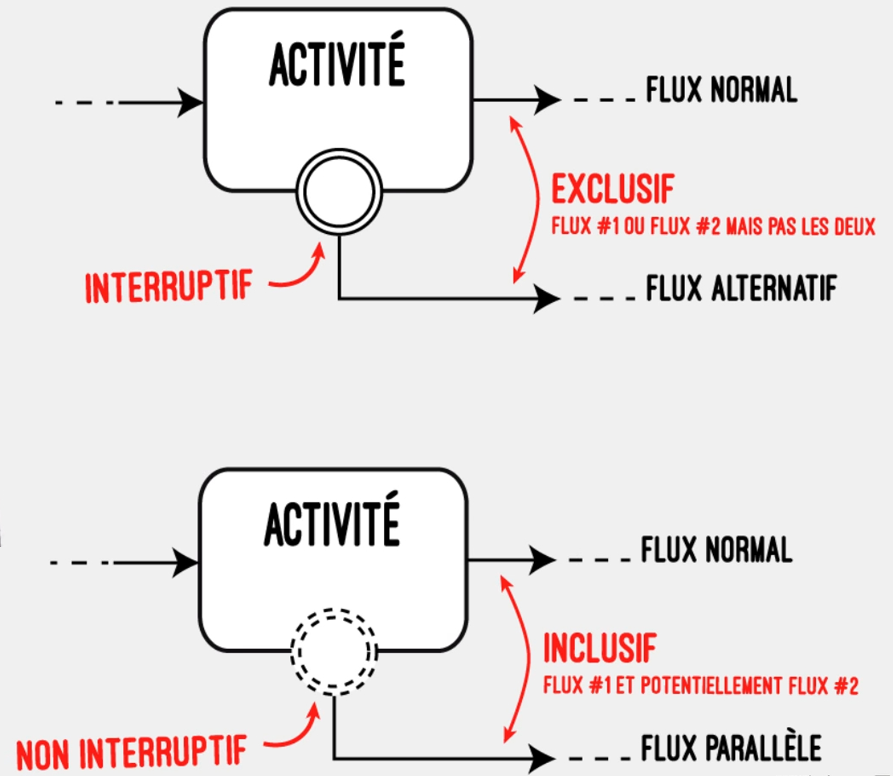 ACTIVITÉ
FLUX NORMAL
EXCLUSIF
FLUX #1 OU FLUX #2 MAIS PAS LES DEUX
INTERRUPTIF
FLUX ALTERNATIF
ACTIVITÉ
FLUX NORMAL
INCLUSIF
FLUX #1 ET POTENTIELLEMENT FLUX #2
NON INTERRUPTIF
FLUX PARALLÈLE